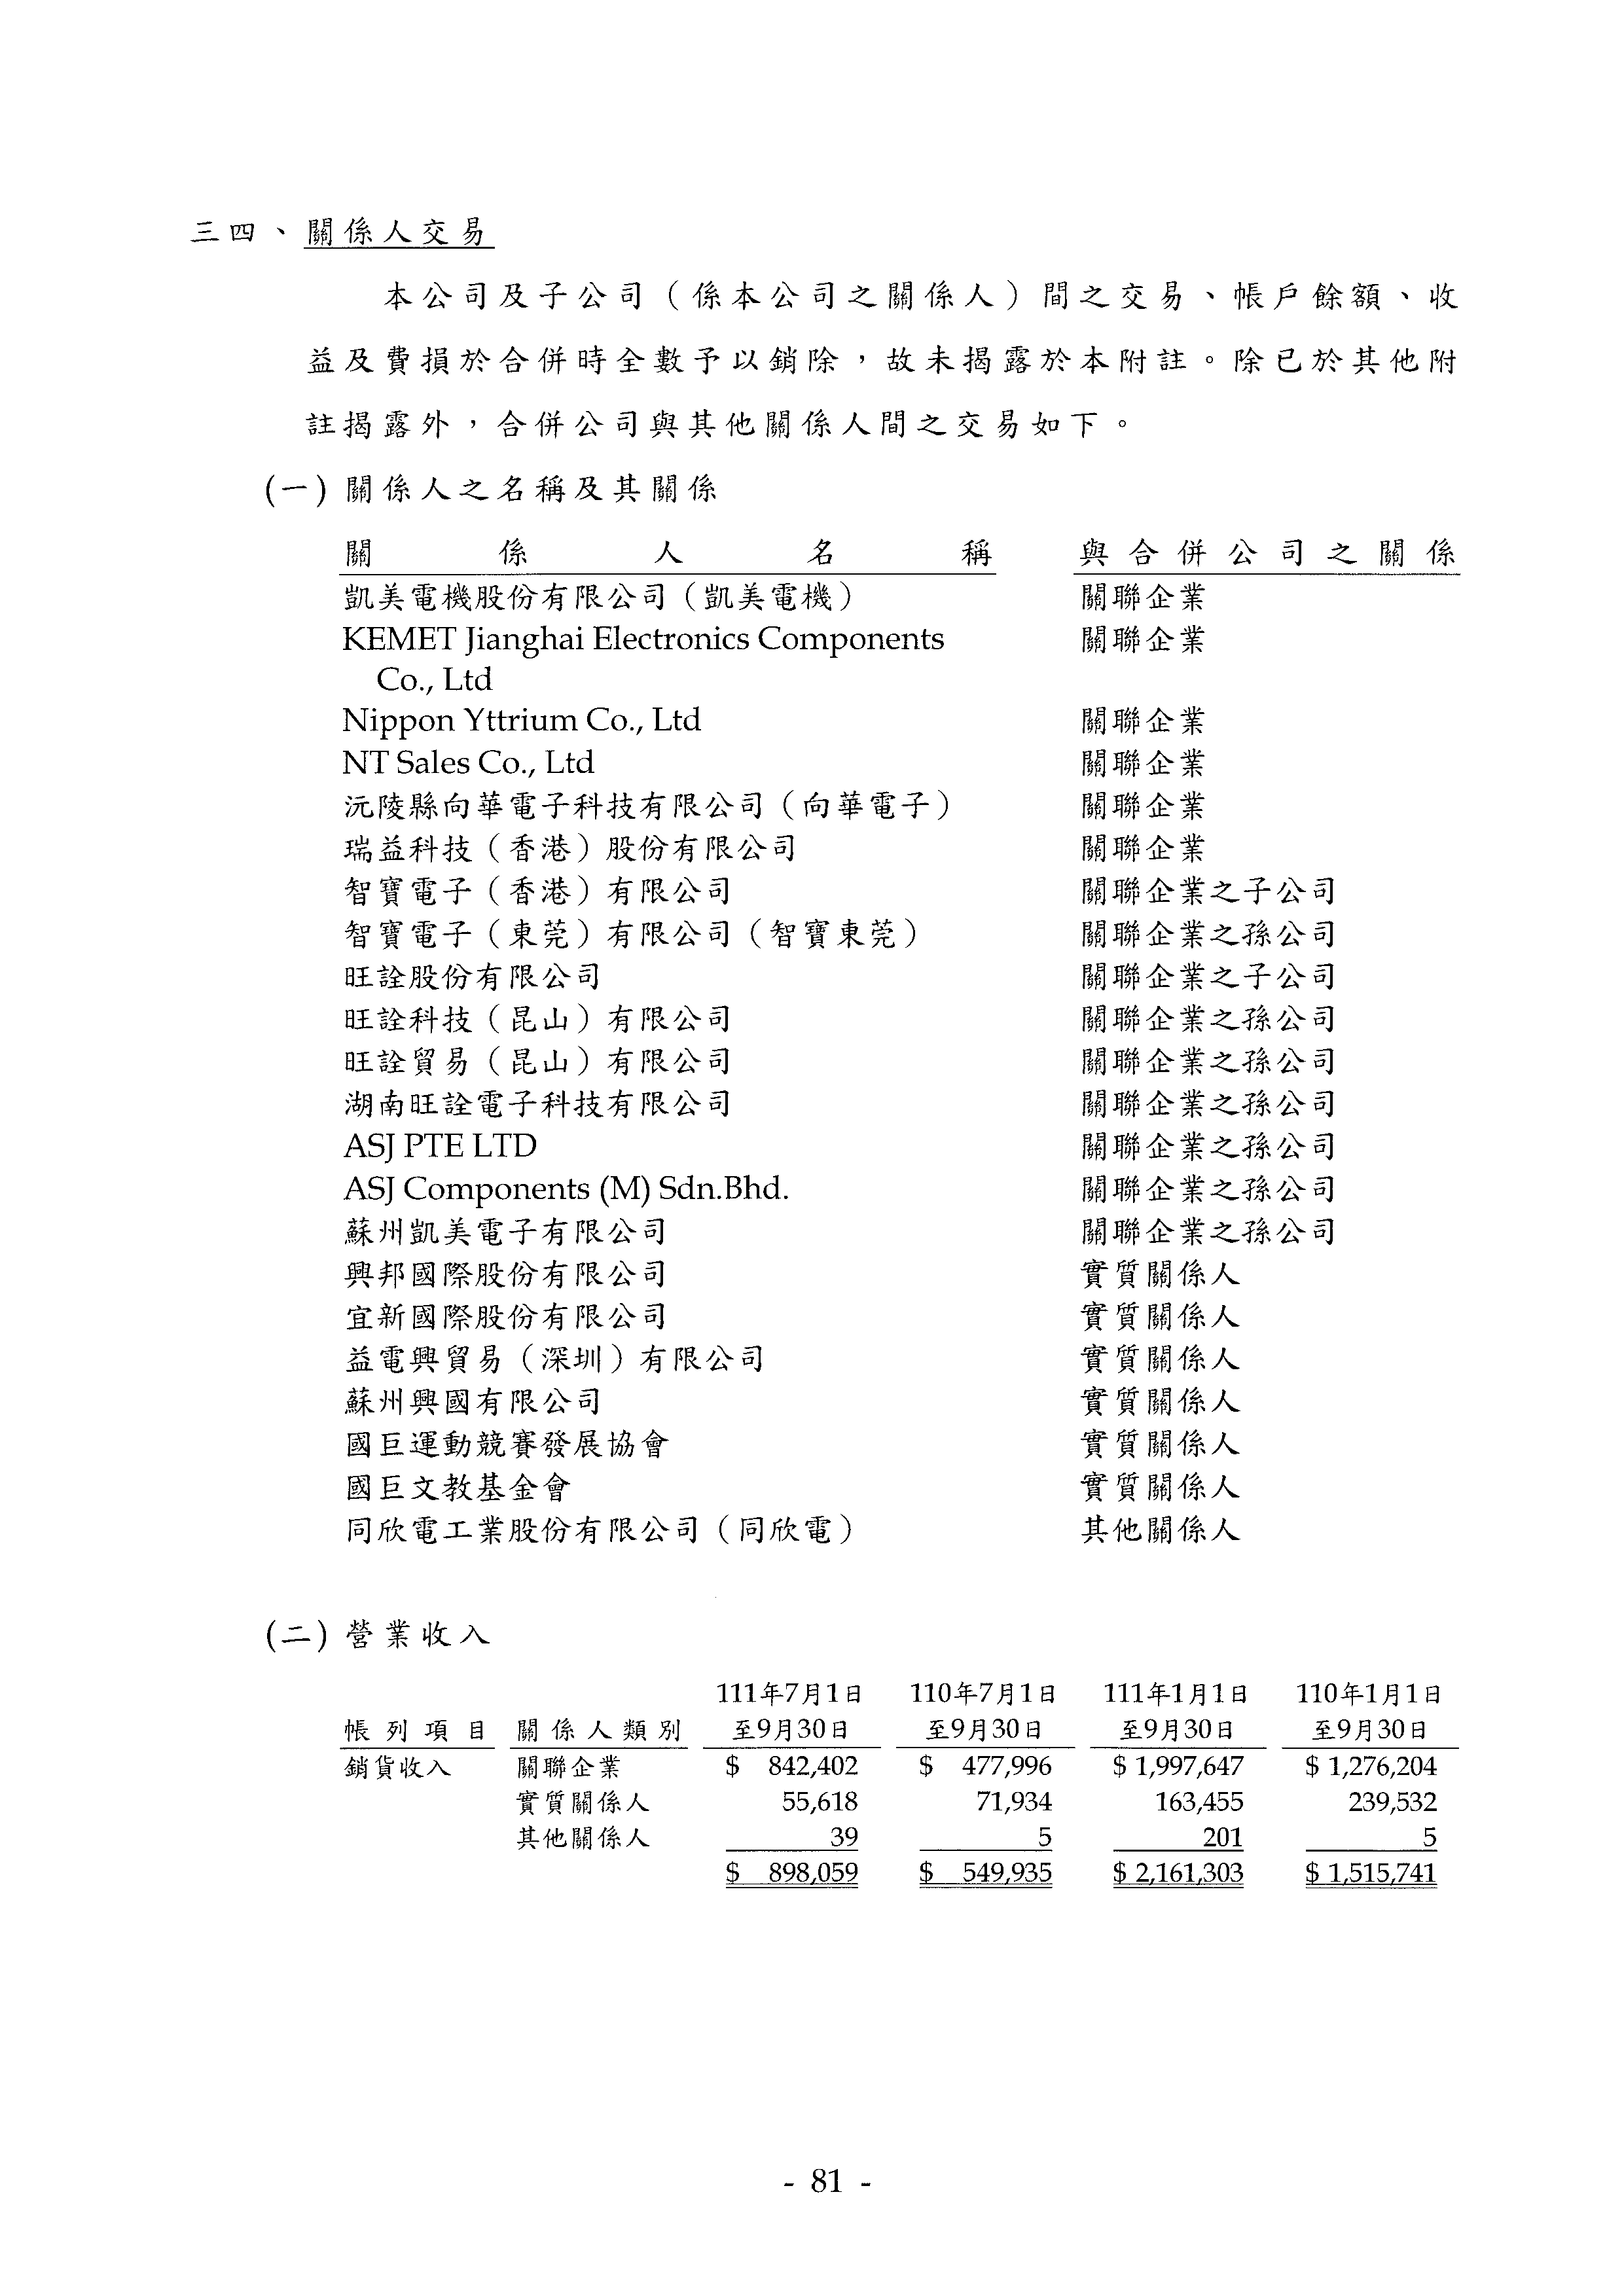 三四、關係人交易
本公司及子公司（係本公司之關係人）間之交易、帳戶餘額、收
益及費損於合併時全數予以銷除，故未揭露於本附註。除已於其他附
註揭露外，合併公司與其他關係人間之交易如下。
(一) 關係人之名稱及其關係
關係人名稱 與合併公司之關係
凱美電機股份有限公司（凱美電機） 關聯企業
KEMET Jianghai Electronics Components 關聯企業
Co., Ltd
Nippon Yttrium Co., Ltd 關聯企業
NT Sales Co., Ltd 關聯企業
沅陵縣向華電子科技有限公司（向華電子） 關聯企業
瑞益科技（香港）股份有限公司 關聯企業
智寶電子（香港）有限公司 關聯企業之子公司
智寶電子（東莞）有限公司（智寶東莞） 關聯企業之孫公司
旺詮股份有限公司 關聯企業之子公司
旺詮科技（昆山）有限公司 關聯企業之孫公司
旺詮貿易（昆山）有限公司 關聯企業之孫公司
湖南旺詮電子科技有限公司 關聯企業之孫公司
ASJ PTE LTD 關聯企業之孫公司
ASJ Components (M) Sdn.Bhd. 關聯企業之孫公司
蘇州凱美電子有限公司 關聯企業之孫公司
興邦國際股份有限公司 實質關係人
宜新國際股份有限公司 實質關係人
益電興貿易（深圳）有限公司 實質關係人
蘇州興國有限公司 實質關係人
國巨運動競賽發展協會 實質關係人
國巨文教基金會 實質關係人
同欣電工業股份有限公司（同欣電） 其他關係人
(二) 營業收入
111年7月1日 110年7月1日 111年1月1日 110年1月1日
帳列項目 關係人類別 至9月30日 至9月30日 至9月30日 至9月30日
銷貨收入 關聯企業 $ 842,402 $ 477,996 $ 1,997,647 $ 1,276,204
實質關係人 55,618 71,934 163,455 239,532
其他關係人 39 5 201 5
$ 898,059 $ 549,935 $ 2,161,303 $ 1,515,741
- 81 -